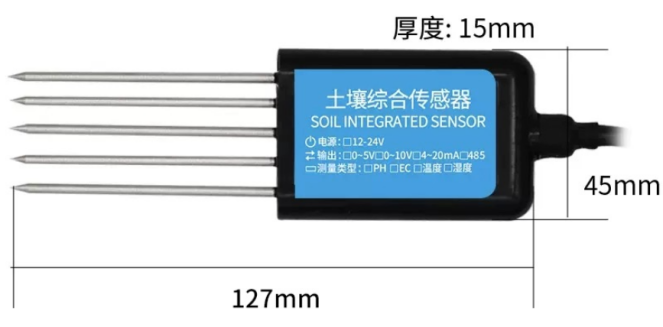 厚度: 15mm
土壤综合传感器
SOIL INTEGRATED SENSOR
电源：□12-24V
输出：□0~5V□0~10V□4~20mA□485
测量类型：□PH □EC □温度 □湿度
45mm
127mm